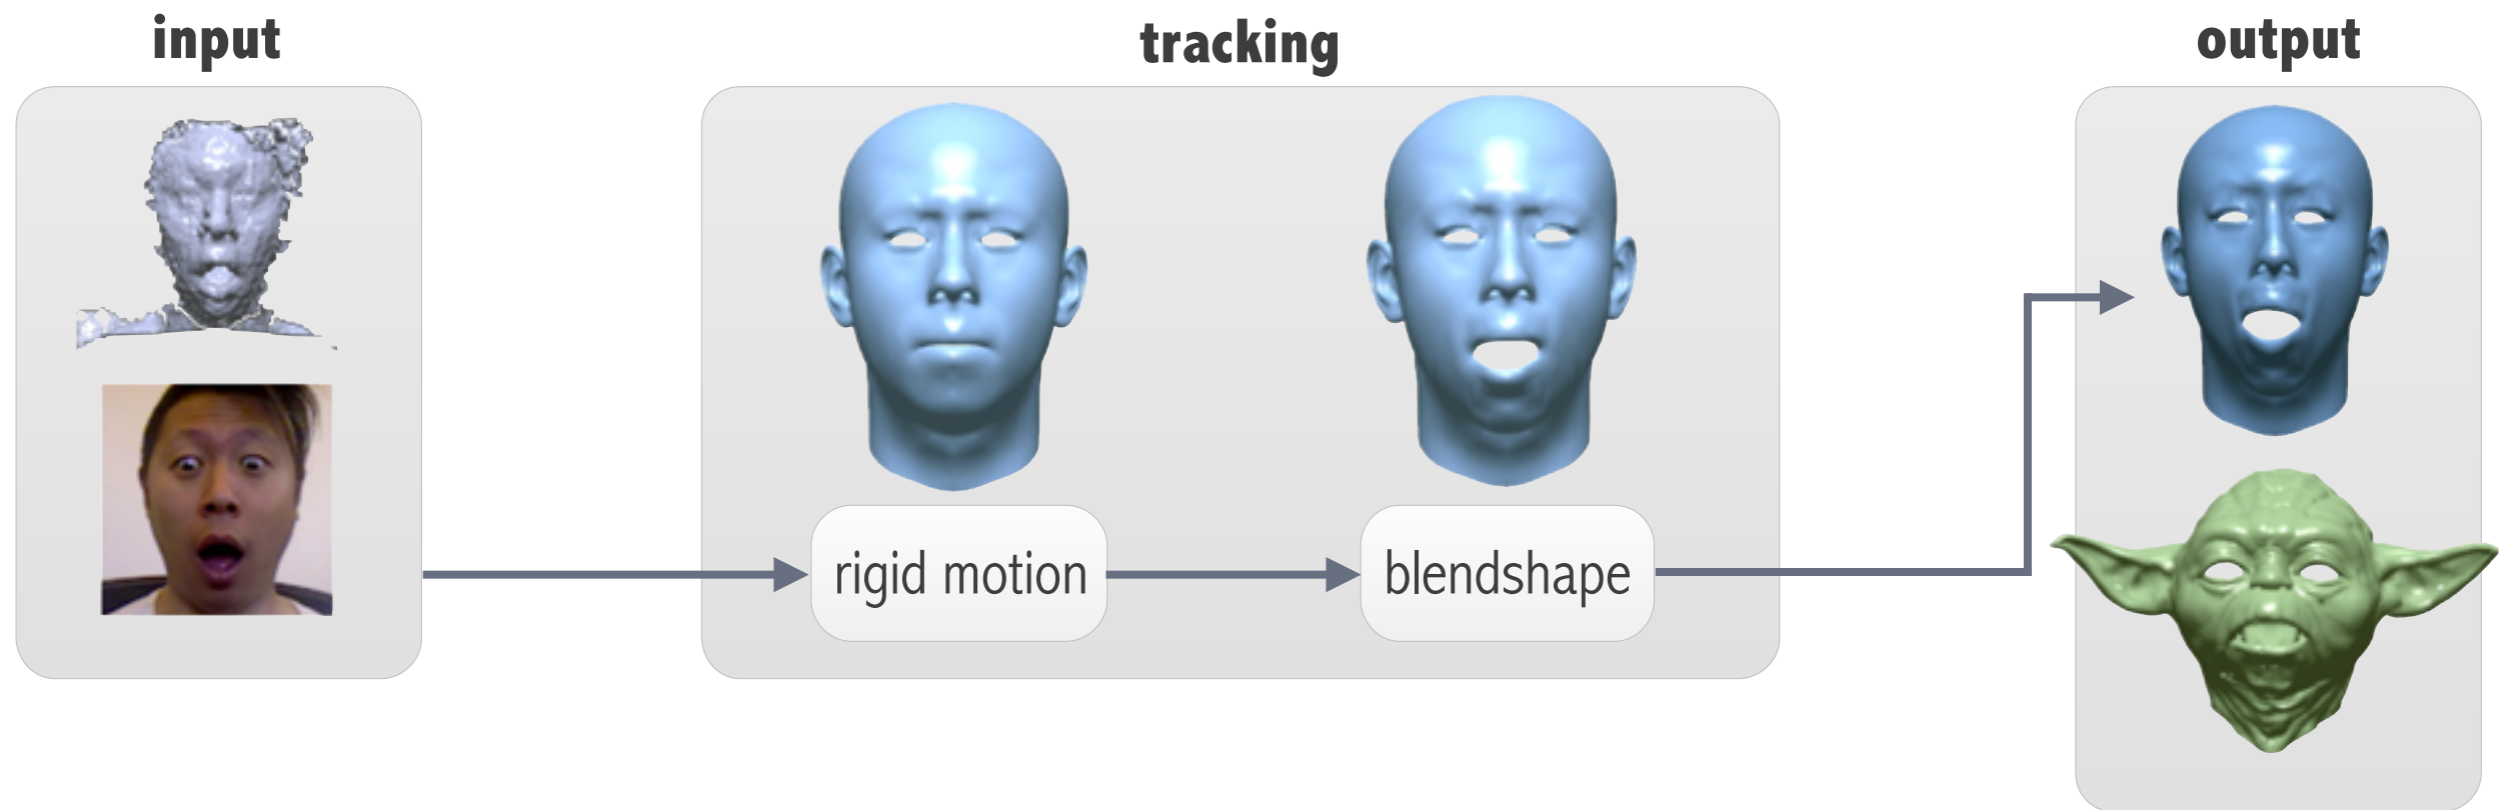 input
tracking
output
rigid motion
blendshape